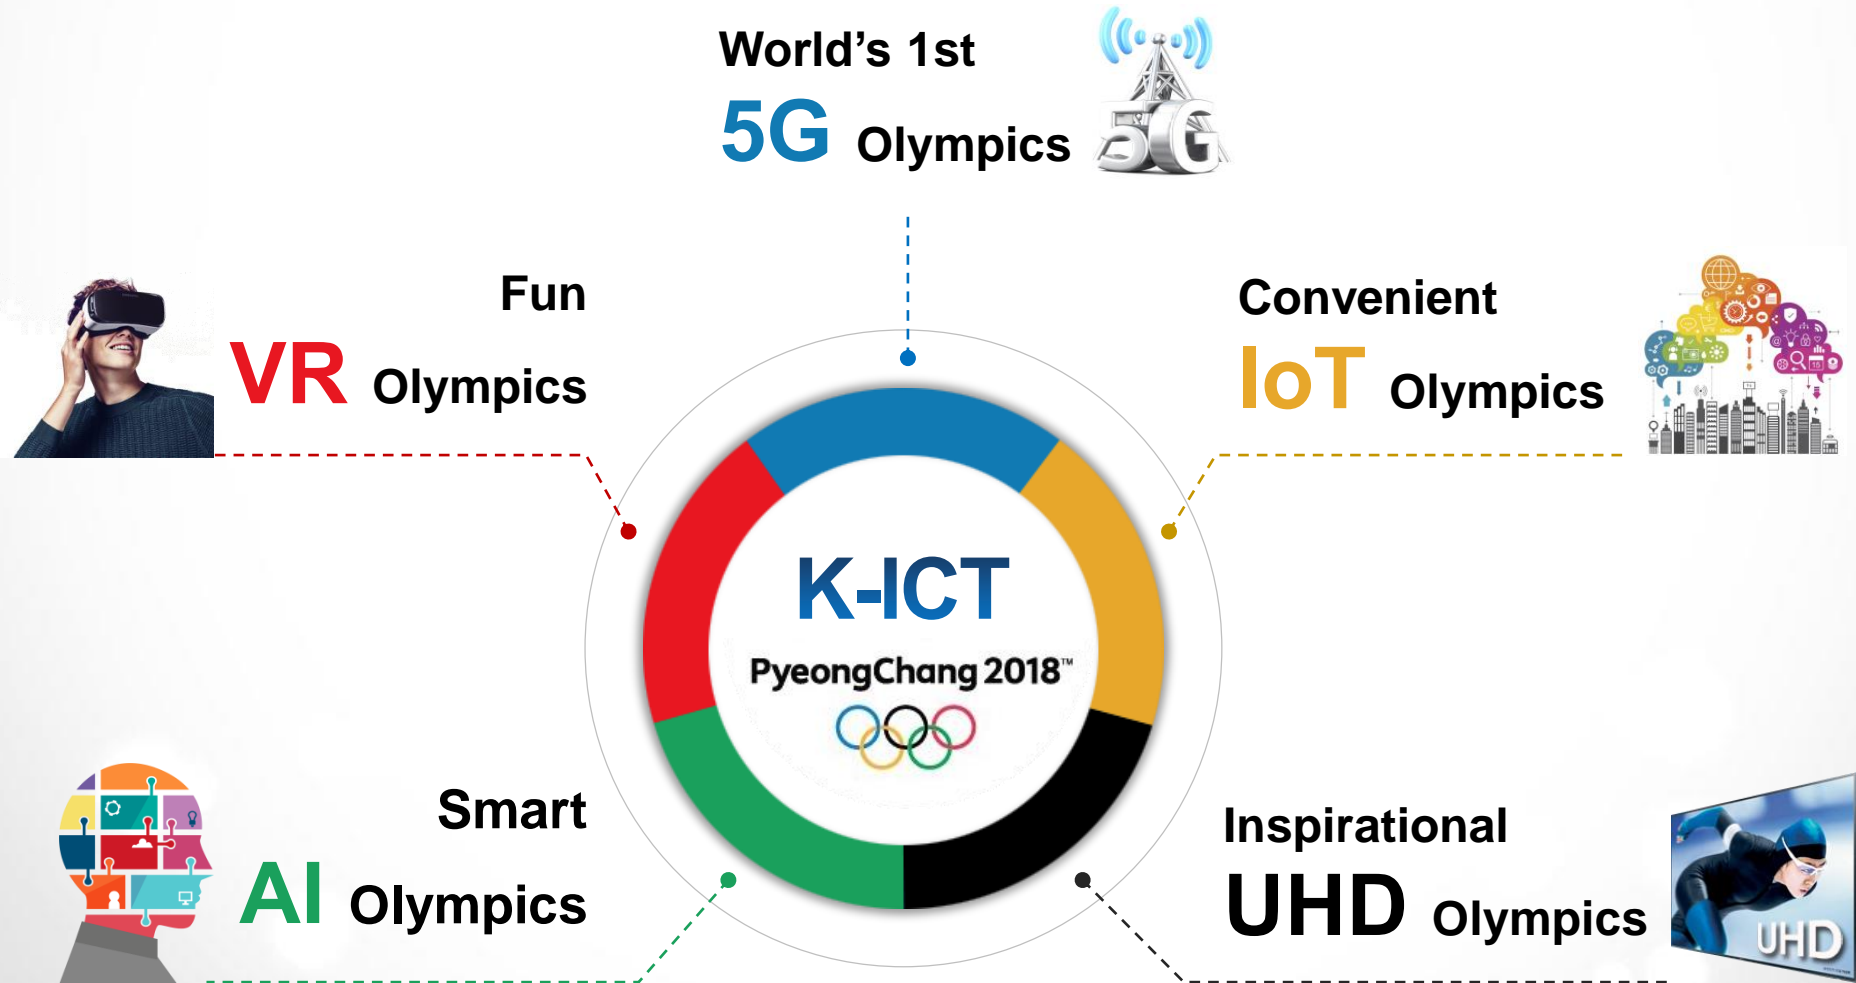 World's 1st
5G Olympics
5G
Fun
VR Olympics
Convenient
IoT Olympics
K-ICT
PyeongChang 2018™
Smart
AI Olympics
Inspirational
UHD Olympics
UHD